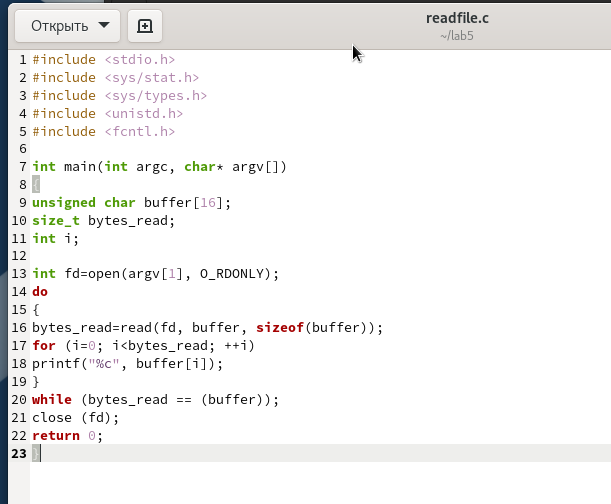 Открыть
readfile.c
~/lab5
1 #include <stdio.h>
2 #include <sys/stat.h>
3 #include <sys/types.h>
4 #include <unistd.h>
5 #include <fcntl.h>
6
7 int main(int argc, char* argv[])
8 {
9 unsigned char buffer[16];
10 size_t bytes_read;
11 int i;
12
13 int fd=open(argv[1], O_RDONLY);
14 do
15 {
16 bytes_read=read(fd, buffer, sizeof(buffer));
17 for (i=0; i<bytes_read; ++i)
18 printf("%c", buffer[i]);
19 }
20 while (bytes_read == (buffer));
21 close (fd);
22 return 0;
23 }